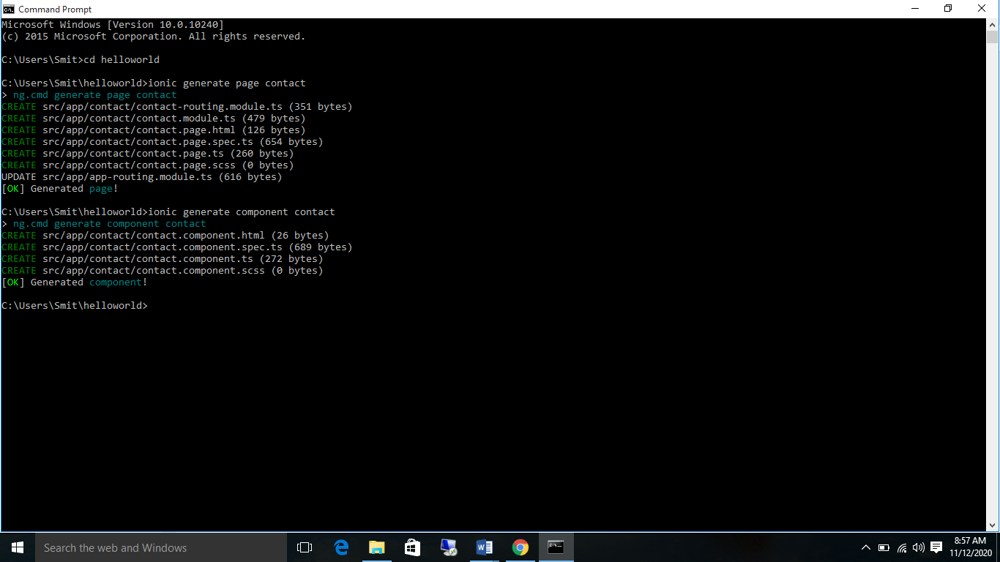 Command Prompt
Microsoft Windows [Version 10.0.10240]
(c) 2015 Microsoft Corporation. All rights reserved.
C:\Users\Smit>cd helloworld
C:\Users\Smit\helloworld>ionic generate page contact
> ng.cmd generate page contact
CREATE src/app/contact/contact-routing.module.ts (351 bytes)
CREATE src/app/contact/contact.module.ts (479 bytes)
CREATE src/app/contact/contact.page.html (126 bytes)
CREATE src/app/contact/contact.page.spec.ts (654 bytes)
CREATE src/app/contact/contact.page.ts (260 bytes)
CREATE src/app/contact/contact.page.scss (0 bytes)
UPDATE src/app/app-routing.module.ts (616 bytes)
[OK] Generated page!
C:\Users\Smit\helloworld>ionic generate component contact
> ng.cmd generate component contact
CREATE src/app/contact/contact.component.html (26 bytes)
CREATE src/app/contact/contact.component.spec.ts (689 bytes)
CREATE src/app/contact/contact.component.ts (272 bytes)
CREATE src/app/contact/contact.component.scss (0 bytes)
[OK] Generated component!
C:\Users\Smit\helloworld>
Search the web and Windows
8:57 AM
11/12/2020